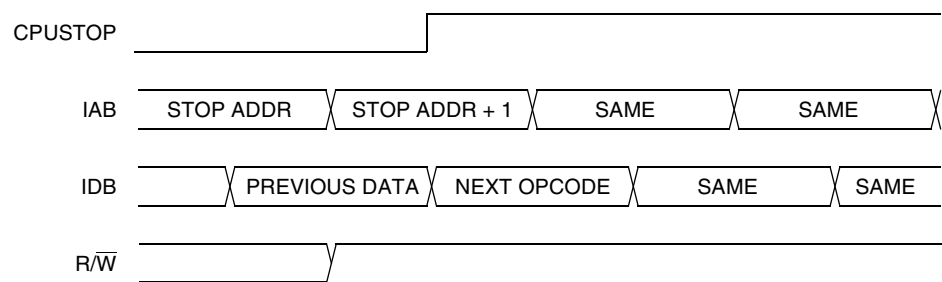 CPUSTOP
IAB STOP ADDR STOP ADDR + 1 SAME SAME
IDB PREVIOUS DATA NEXT OPCODE SAME SAME
R/W̅